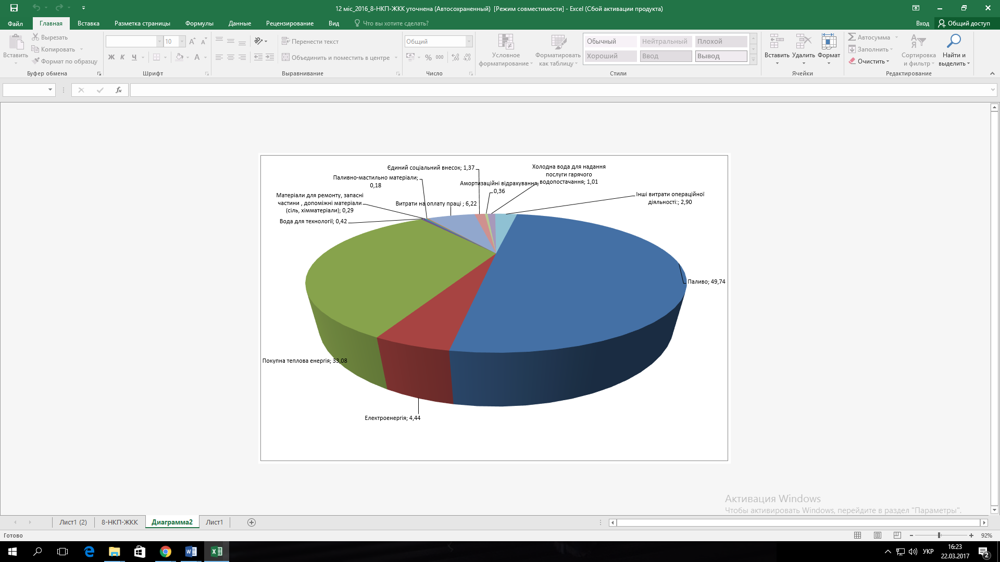 12 міс_2016_8-НКП-ЖКК уточнена (Автосохраненный) [Режим совместимости] - Excel (Сбой активации продукта)
Файл Главная Вставка Разметка страницы Формулы Данные Рецензирование Вид Что вы хотите сделать? Вход Общий доступ
Вставить
Вырезать
Копировать
Формат по образцу
Буфер обмена
10
Ж К Ч А
Шрифт
Перенести текст
Объединить и поместить в центре
Выравнивание
Общий
% 000
Число
Условное
форматирование
Форматировать
как таблицу
Обычный Нейтральный Плохой
Хороший Ввод Вывод
Стили
Вставить Удалить Формат
Ячейки
Автосумма
Заполнить
Очистить
Сортировка
и фильтр
Найти и
выделить
Редактирование
fx
Єдиний соціальний внесок; 1,37
Холодна вода для надання
послуги гарячого
водопостачання; 1,01
Паливно-мастильно матеріали;
0,18
Амортизаційні відрахування;
0,36
Матеріали для ремонту, запасні
частини , допоміжні матеріали
(сіль, хімматеріали); 0,29
Витрати на оплату праці ; 6,22
Інші витрати операційної
діяльності:; 2,90
Вода для технології; 0,42
Паливо; 49,74
Покупна теплова енергія; 33,08
Електроенергія; 4,44
Активация Windows
Чтобы активировать Windows, перейдите в раздел "Параметры".
Лист1 (2) 8-НКП-ЖКК Диаграмма2 Лист1
Готово
92%
УКР
16:23
22.03.2017
2